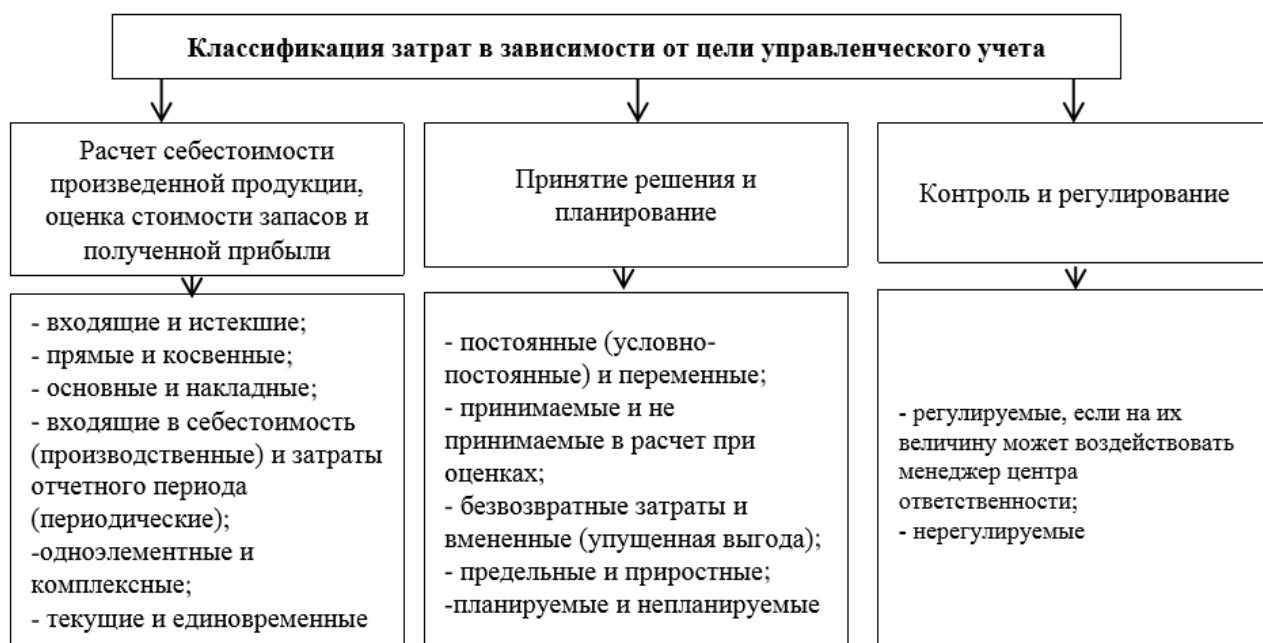 Классификация затрат в зависимости от цели управленческого учета
Расчет себестоимости
произведенной продукции,
оценка стоимости запасов и
полученной прибыли
Принятие решения и
планирование
Контроль и регулирование
- входящие и истекшие;
- прямые и косвенные;
- основные и накладные;
- входящие в себестоимость
(производственные) и затраты
отчетного периода
(периодические);
-одноэлементные и
комплексные;
- текущие и единовременные
- постоянные (условно-
постоянные) и переменные;
- принимаемые и не
принимаемые в расчет при
оценках;
- безвозвратные затраты и
вмененные (упущенная выгода);
- предельные и приростные;
-планируемые и непланируемые
- регулируемые, если на их
величину может воздействовать
менеджер центра
ответственности;
- нерегулируемые